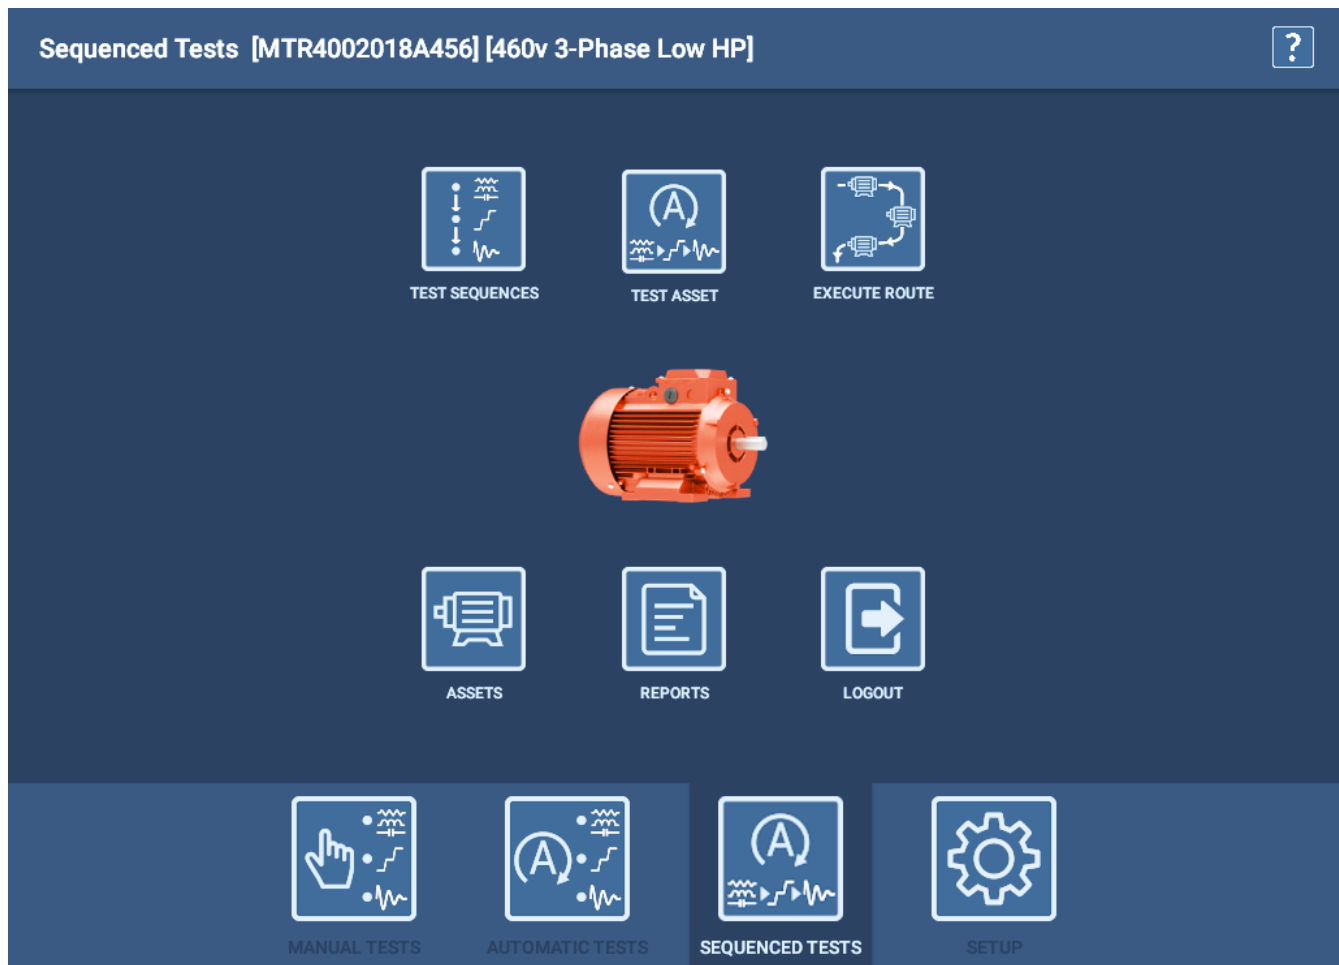 Sequenced Tests [MTR4002018A456] [460v 3-Phase Low HP]
?
TEST SEQUENCES
TEST ASSET
EXECUTE ROUTE
ASSETS
REPORTS
LOGOUT
MANUAL TESTS
AUTOMATIC TESTS
SEQUENCED TESTS
SETUP